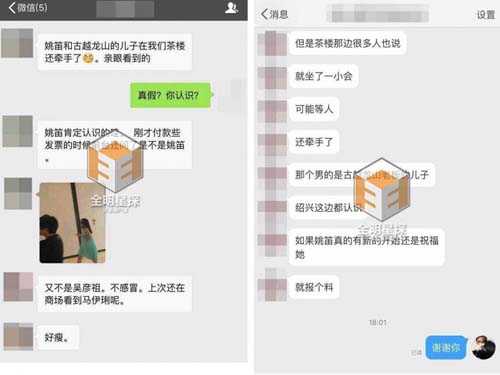 微信(5)
姚笛和古越龙山的儿子在我们茶楼
还牵手了🧐。亲眼看到的
真假？你认识？
姚笛肯定认识的
刚才付款些
发票的时候
是不是姚笛
。
全明星探
又不是吴彦祖。不感冒。上次还在
商场看到马伊琍呢。
好瘦。
消息
设置
但是茶楼那边很多人也说
就坐了一小会
可能等人
还牵手了
那个男的是古越龙山老板的儿子
绍兴这边都认识
全明星探
如果姚笛真的有新的开始还是祝福
她
就报个料
18:01
已读
谢谢你